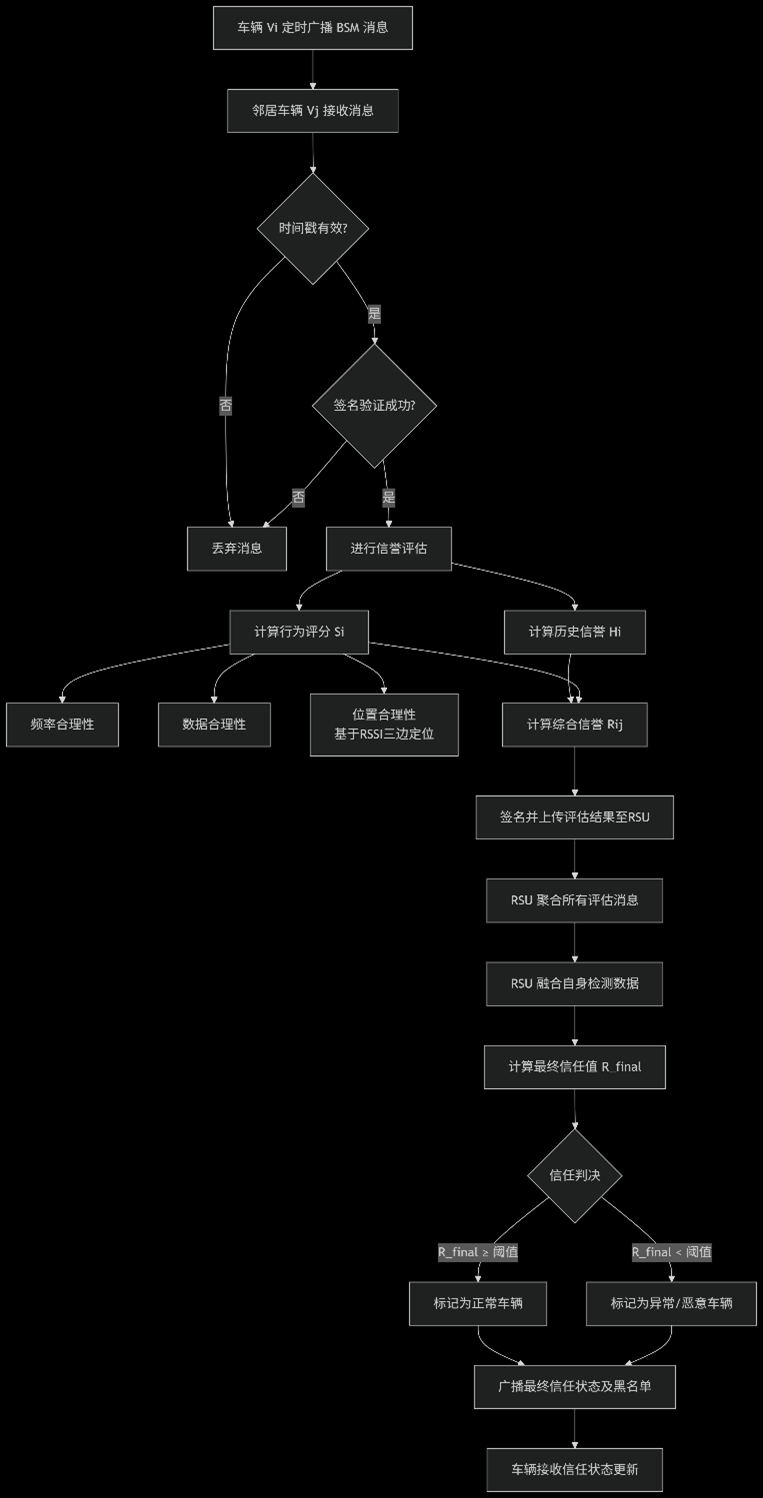 车辆 Vi 定时广播 BSM 消息
邻居车辆 Vj 接收消息
时间戳有效?
是
否
签名验证成功?
否
是
丢弃消息
进行信誉评估
计算行为评分 Si
计算历史信誉 Hi
频率合理性
数据合理性
位置合理性
基于RSSI三边定位
计算综合信誉 Rij
签名并上传评估结果至RSU
RSU 聚合所有评估消息
RSU 融合自身检测数据
计算最终信任值 R_final
信任判决
R_final ≥ 阈值
R_final < 阈值
标记为正常车辆
标记为异常/恶意车辆
广播最终信任状态及黑名单
车辆接收信任状态更新